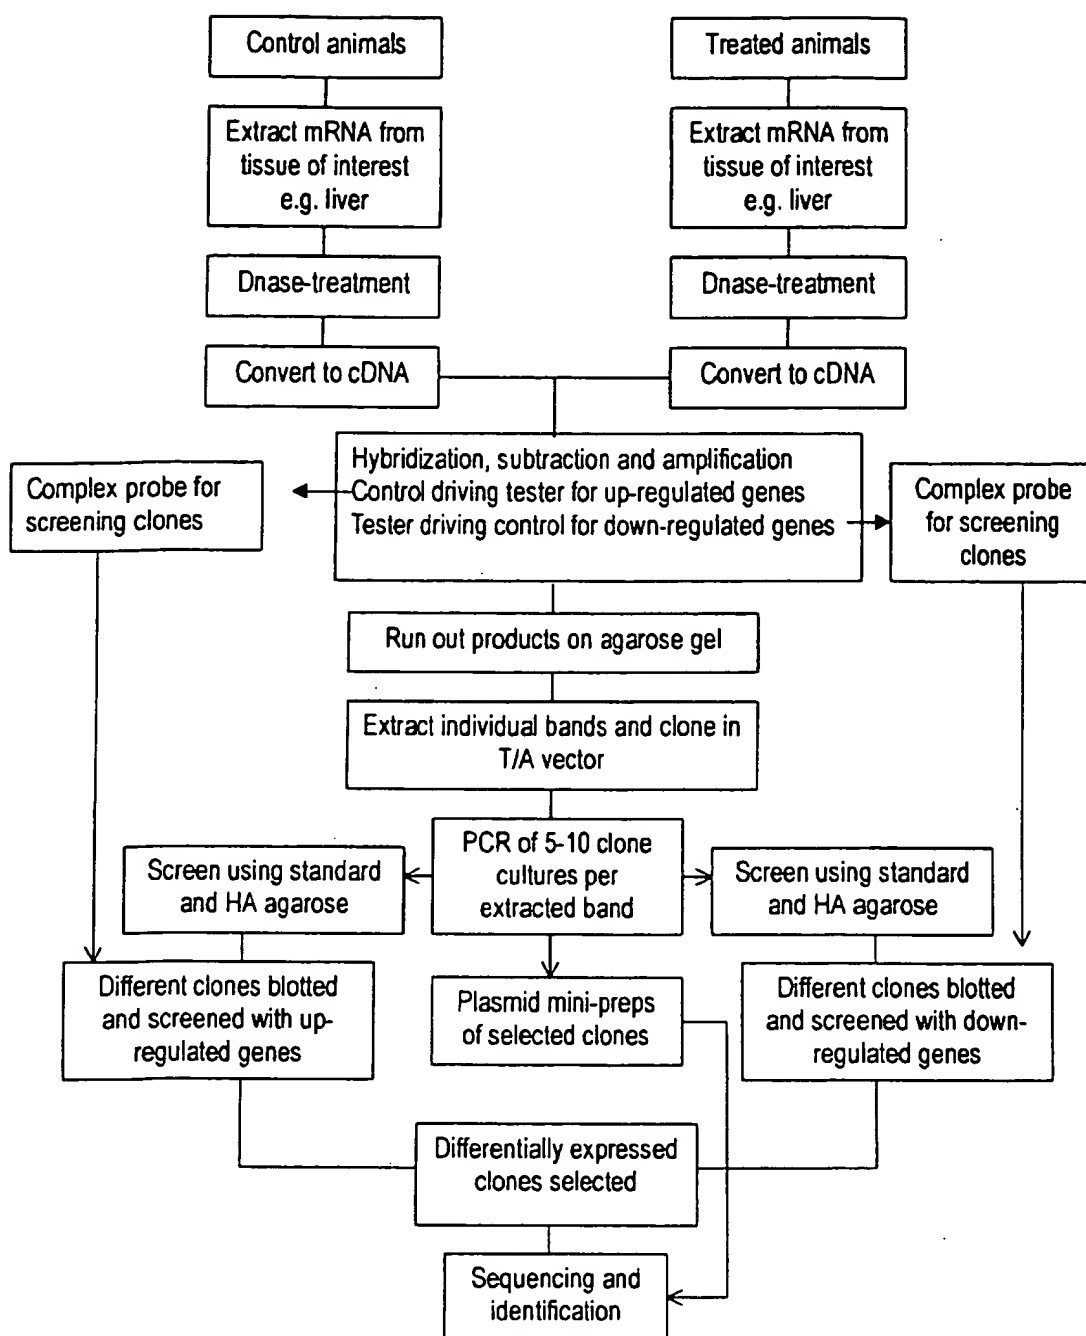 Control animals
Treated animals
Extract mRNA from
tissue of interest
e.g. liver
Extract mRNA from
tissue of interest
e.g. liver
Dnase-treatment
Dnase-treatment
Convert to cDNA
Convert to cDNA
Hybridization, subtraction and amplification
Control driving tester for up-regulated genes
Tester driving control for down-regulated genes
Complex probe for
screening clones
Complex probe
for screening
clones
Run out products on agarose gel
Extract individual bands and clone in
T/A vector
PCR of 5-10 clone
cultures per
extracted band
Screen using standard
and HA agarose
Screen using standard
and HA agarose
Different clones blotted
and screened with up-
regulated genes
Plasmid mini-preps
of selected clones
Different clones blotted
and screened with down-
regulated genes
Differentially expressed
clones selected
Sequencing and
identification